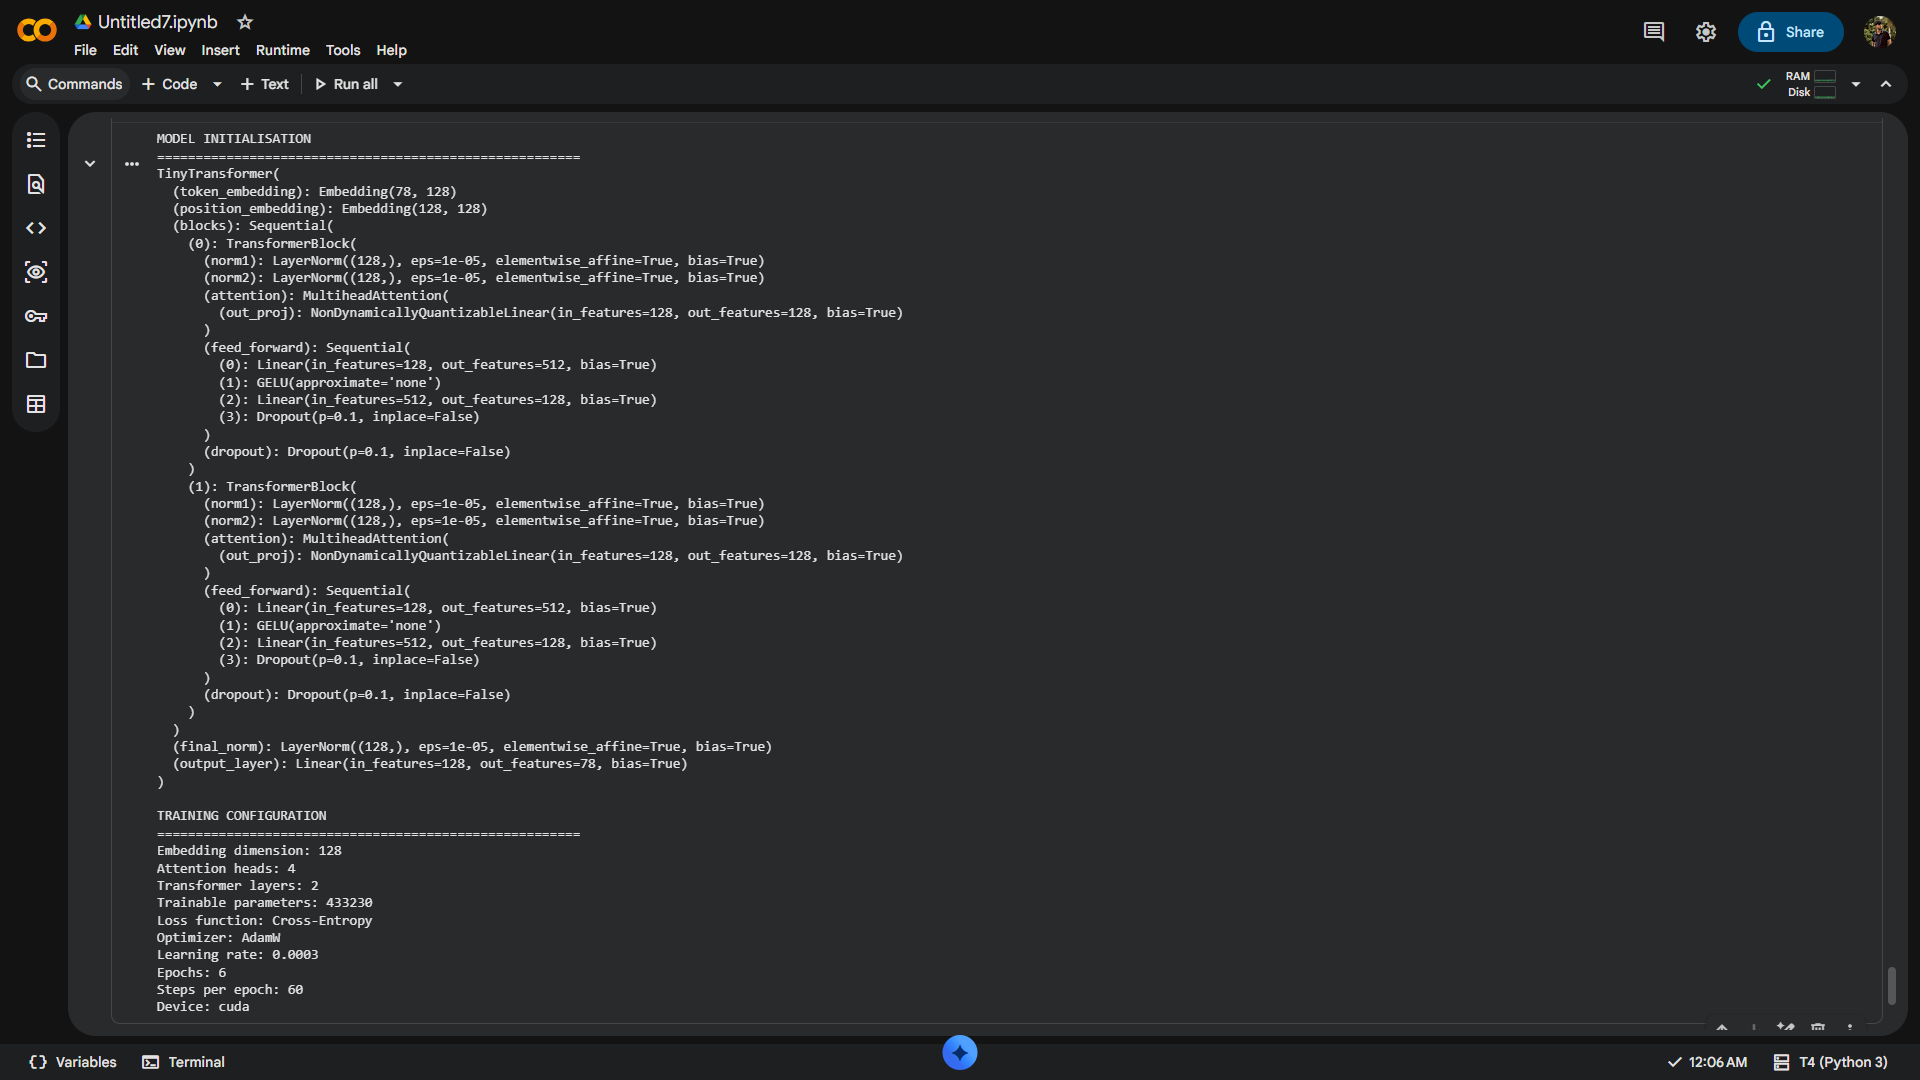 Untitled7.ipynb
File Edit View Insert Runtime Tools Help
Share
Commands + Code + Text Run all
RAM
Disk
MODEL INITIALISATION
=======================================================
TinyTransformer(
  (token_embedding): Embedding(78, 128)
  (position_embedding): Embedding(128, 128)
  (blocks): Sequential(
    (0): TransformerBlock(
      (norm1): LayerNorm((128,), eps=1e-05, elementwise_affine=True, bias=True)
      (norm2): LayerNorm((128,), eps=1e-05, elementwise_affine=True, bias=True)
      (attention): MultiheadAttention(
        (out_proj): NonDynamicallyQuantizableLinear(in_features=128, out_features=128, bias=True)
      )
      (feed_forward): Sequential(
        (0): Linear(in_features=128, out_features=512, bias=True)
        (1): GELU(approximate='none')
        (2): Linear(in_features=512, out_features=128, bias=True)
        (3): Dropout(p=0.1, inplace=False)
      )
      (dropout): Dropout(p=0.1, inplace=False)
    )
    (1): TransformerBlock(
      (norm1): LayerNorm((128,), eps=1e-05, elementwise_affine=True, bias=True)
      (norm2): LayerNorm((128,), eps=1e-05, elementwise_affine=True, bias=True)
      (attention): MultiheadAttention(
        (out_proj): NonDynamicallyQuantizableLinear(in_features=128, out_features=128, bias=True)
      )
      (feed_forward): Sequential(
        (0): Linear(in_features=128, out_features=512, bias=True)
        (1): GELU(approximate='none')
        (2): Linear(in_features=512, out_features=128, bias=True)
        (3): Dropout(p=0.1, inplace=False)
      )
      (dropout): Dropout(p=0.1, inplace=False)
    )
  )
  (final_norm): LayerNorm((128,), eps=1e-05, elementwise_affine=True, bias=True)
  (output_layer): Linear(in_features=128, out_features=78, bias=True)
)
TRAINING CONFIGURATION
=======================================================
Embedding dimension: 128
Attention heads: 4
Transformer layers: 2
Trainable parameters: 433230
Loss function: Cross-Entropy
Optimizer: AdamW
Learning rate: 0.0003
Epochs: 6
Steps per epoch: 60
Device: cuda
Variables Terminal 12:06 AM T4 (Python 3)